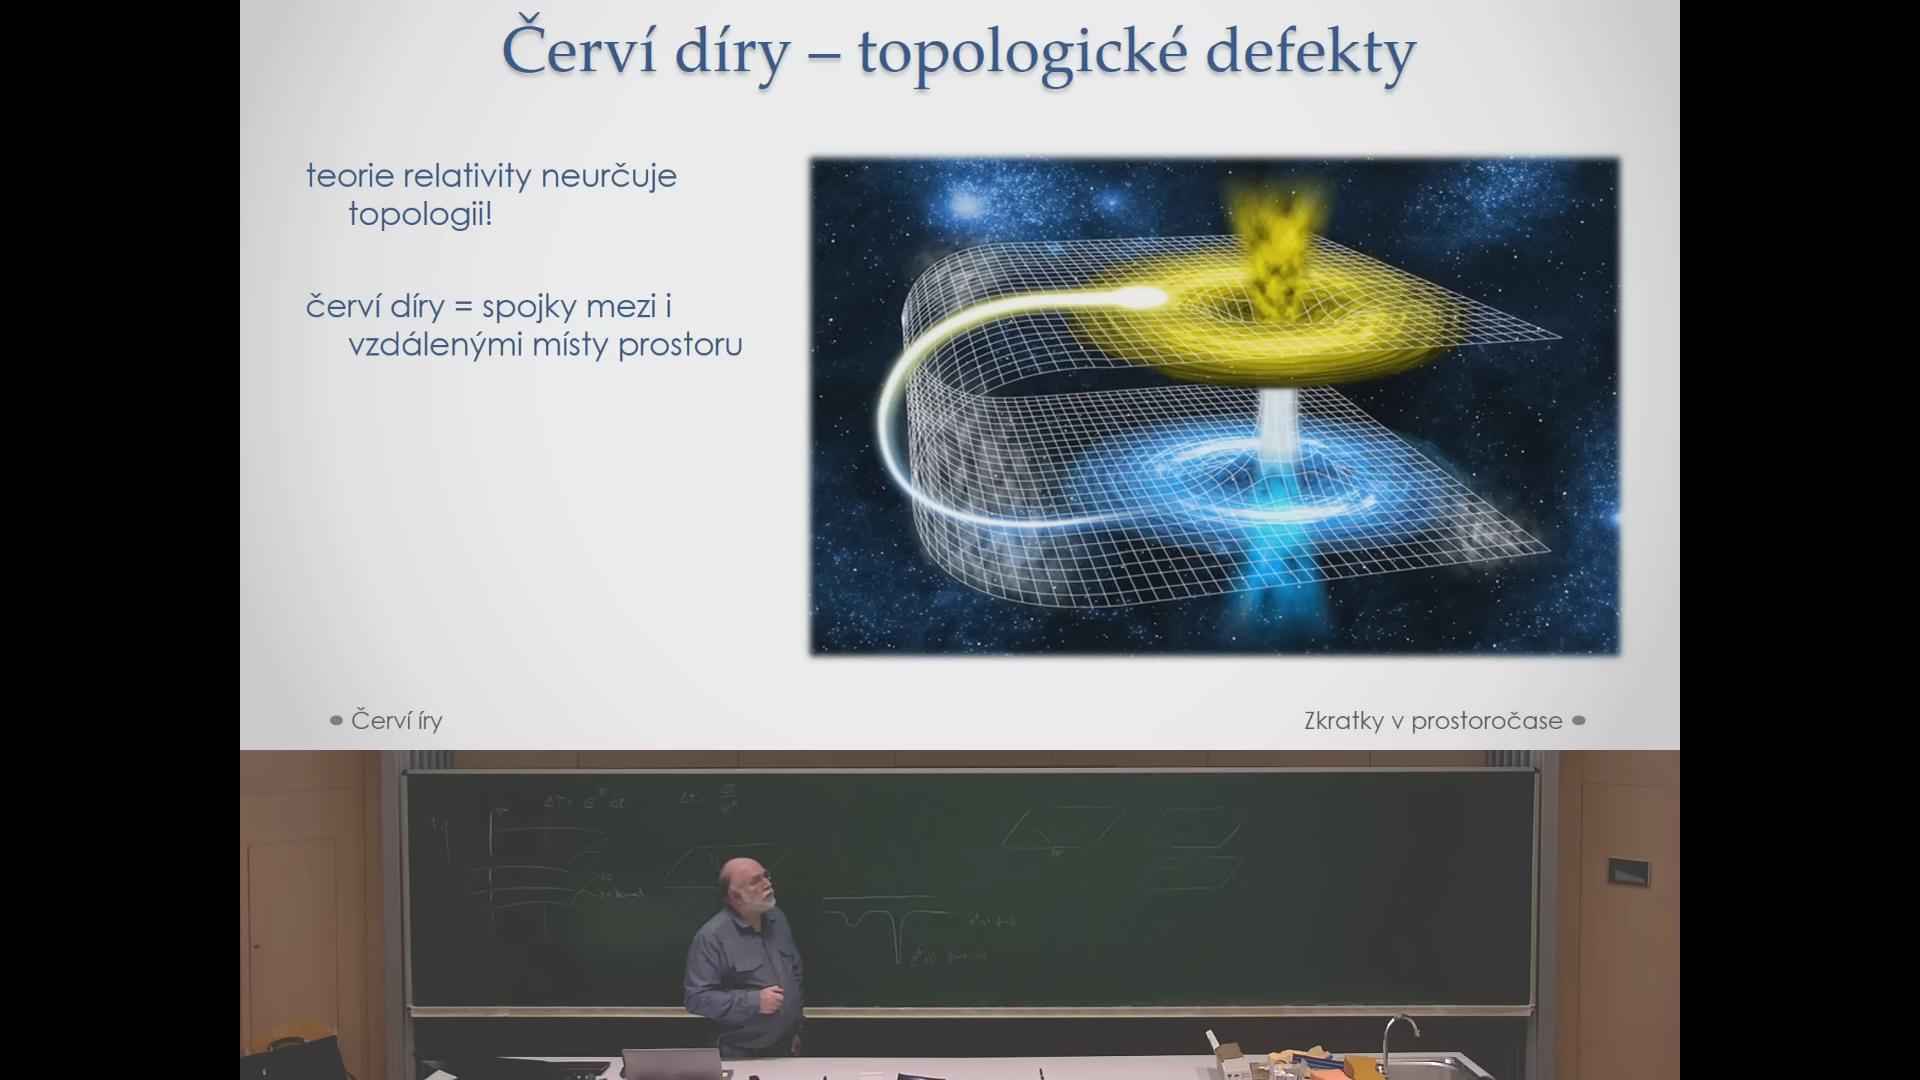 Červí díry – topologické defekty
teorie relativity neurčuje
topologii!
červí díry = spojky mezi i
vzdálenými místy prostoru
Červí íry
Zkratky v prostoročase